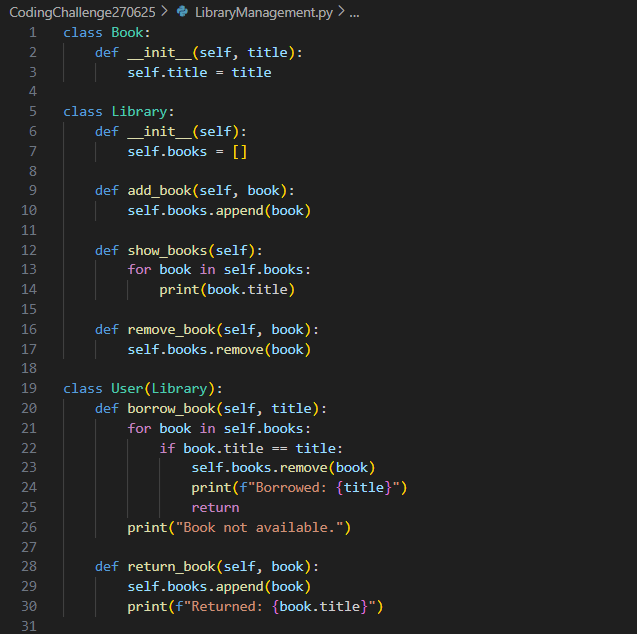 CodingChallenge270625 > LibraryManagement.py > ...
1 class Book:
2     def __init__(self, title):
3         self.title = title
4
5 class Library:
6     def __init__(self):
7         self.books = []
8
9     def add_book(self, book):
10         self.books.append(book)
11
12     def show_books(self):
13         for book in self.books:
14             print(book.title)
15
16     def remove_book(self, book):
17         self.books.remove(book)
18
19 class User(Library):
20     def borrow_book(self, title):
21         for book in self.books:
22             if book.title == title:
23                 self.books.remove(book)
24                 print(f"Borrowed: {title}")
25                 return
26         print("Book not available.")
27
28     def return_book(self, book):
29         self.books.append(book)
30         print(f"Returned: {book.title}")
31